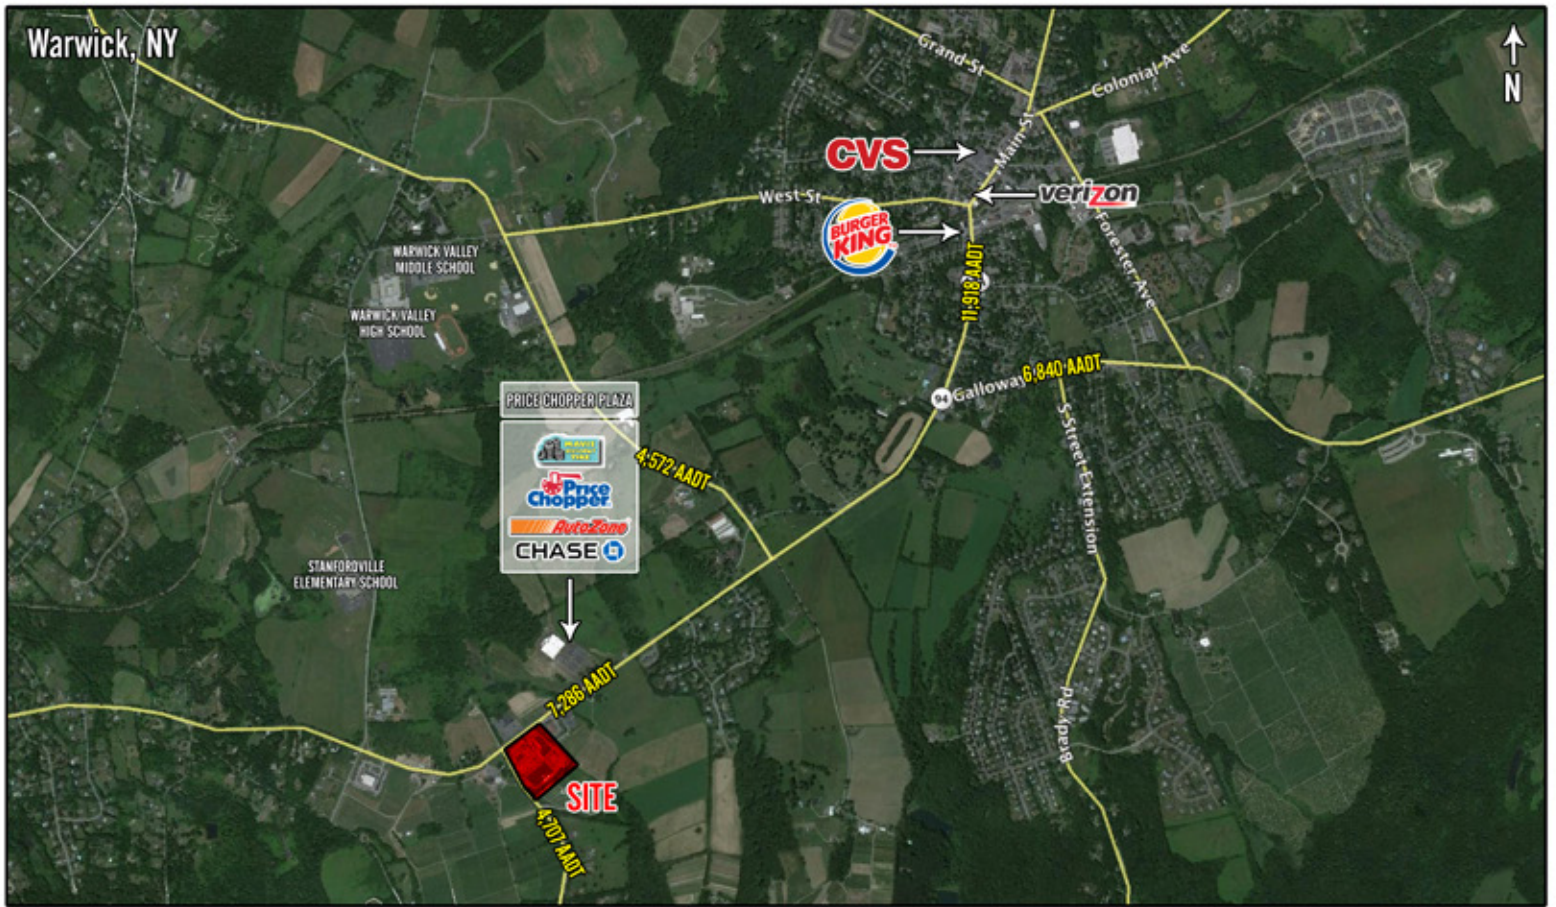 Warwick, NY
N
Grand St
Colonial Ave
Main St
CVS
verizon
West St
BURGER
KING
Forester Ave
WARWICK VALLEY
MIDDLE SCHOOL
11,918 AADT
WARWICK VALLEY
HIGH SCHOOL
6,840 AADT
Galloway
94
PRICE CHOPPER PLAZA
S Street Extension
MAVIS
TIRE
4,572 AADT
Price
Chopper
AutoZone
CHASE
STANFORDVILLE
ELEMENTARY SCHOOL
7,286 AADT
Brady Rd
SITE
4,707 AADT